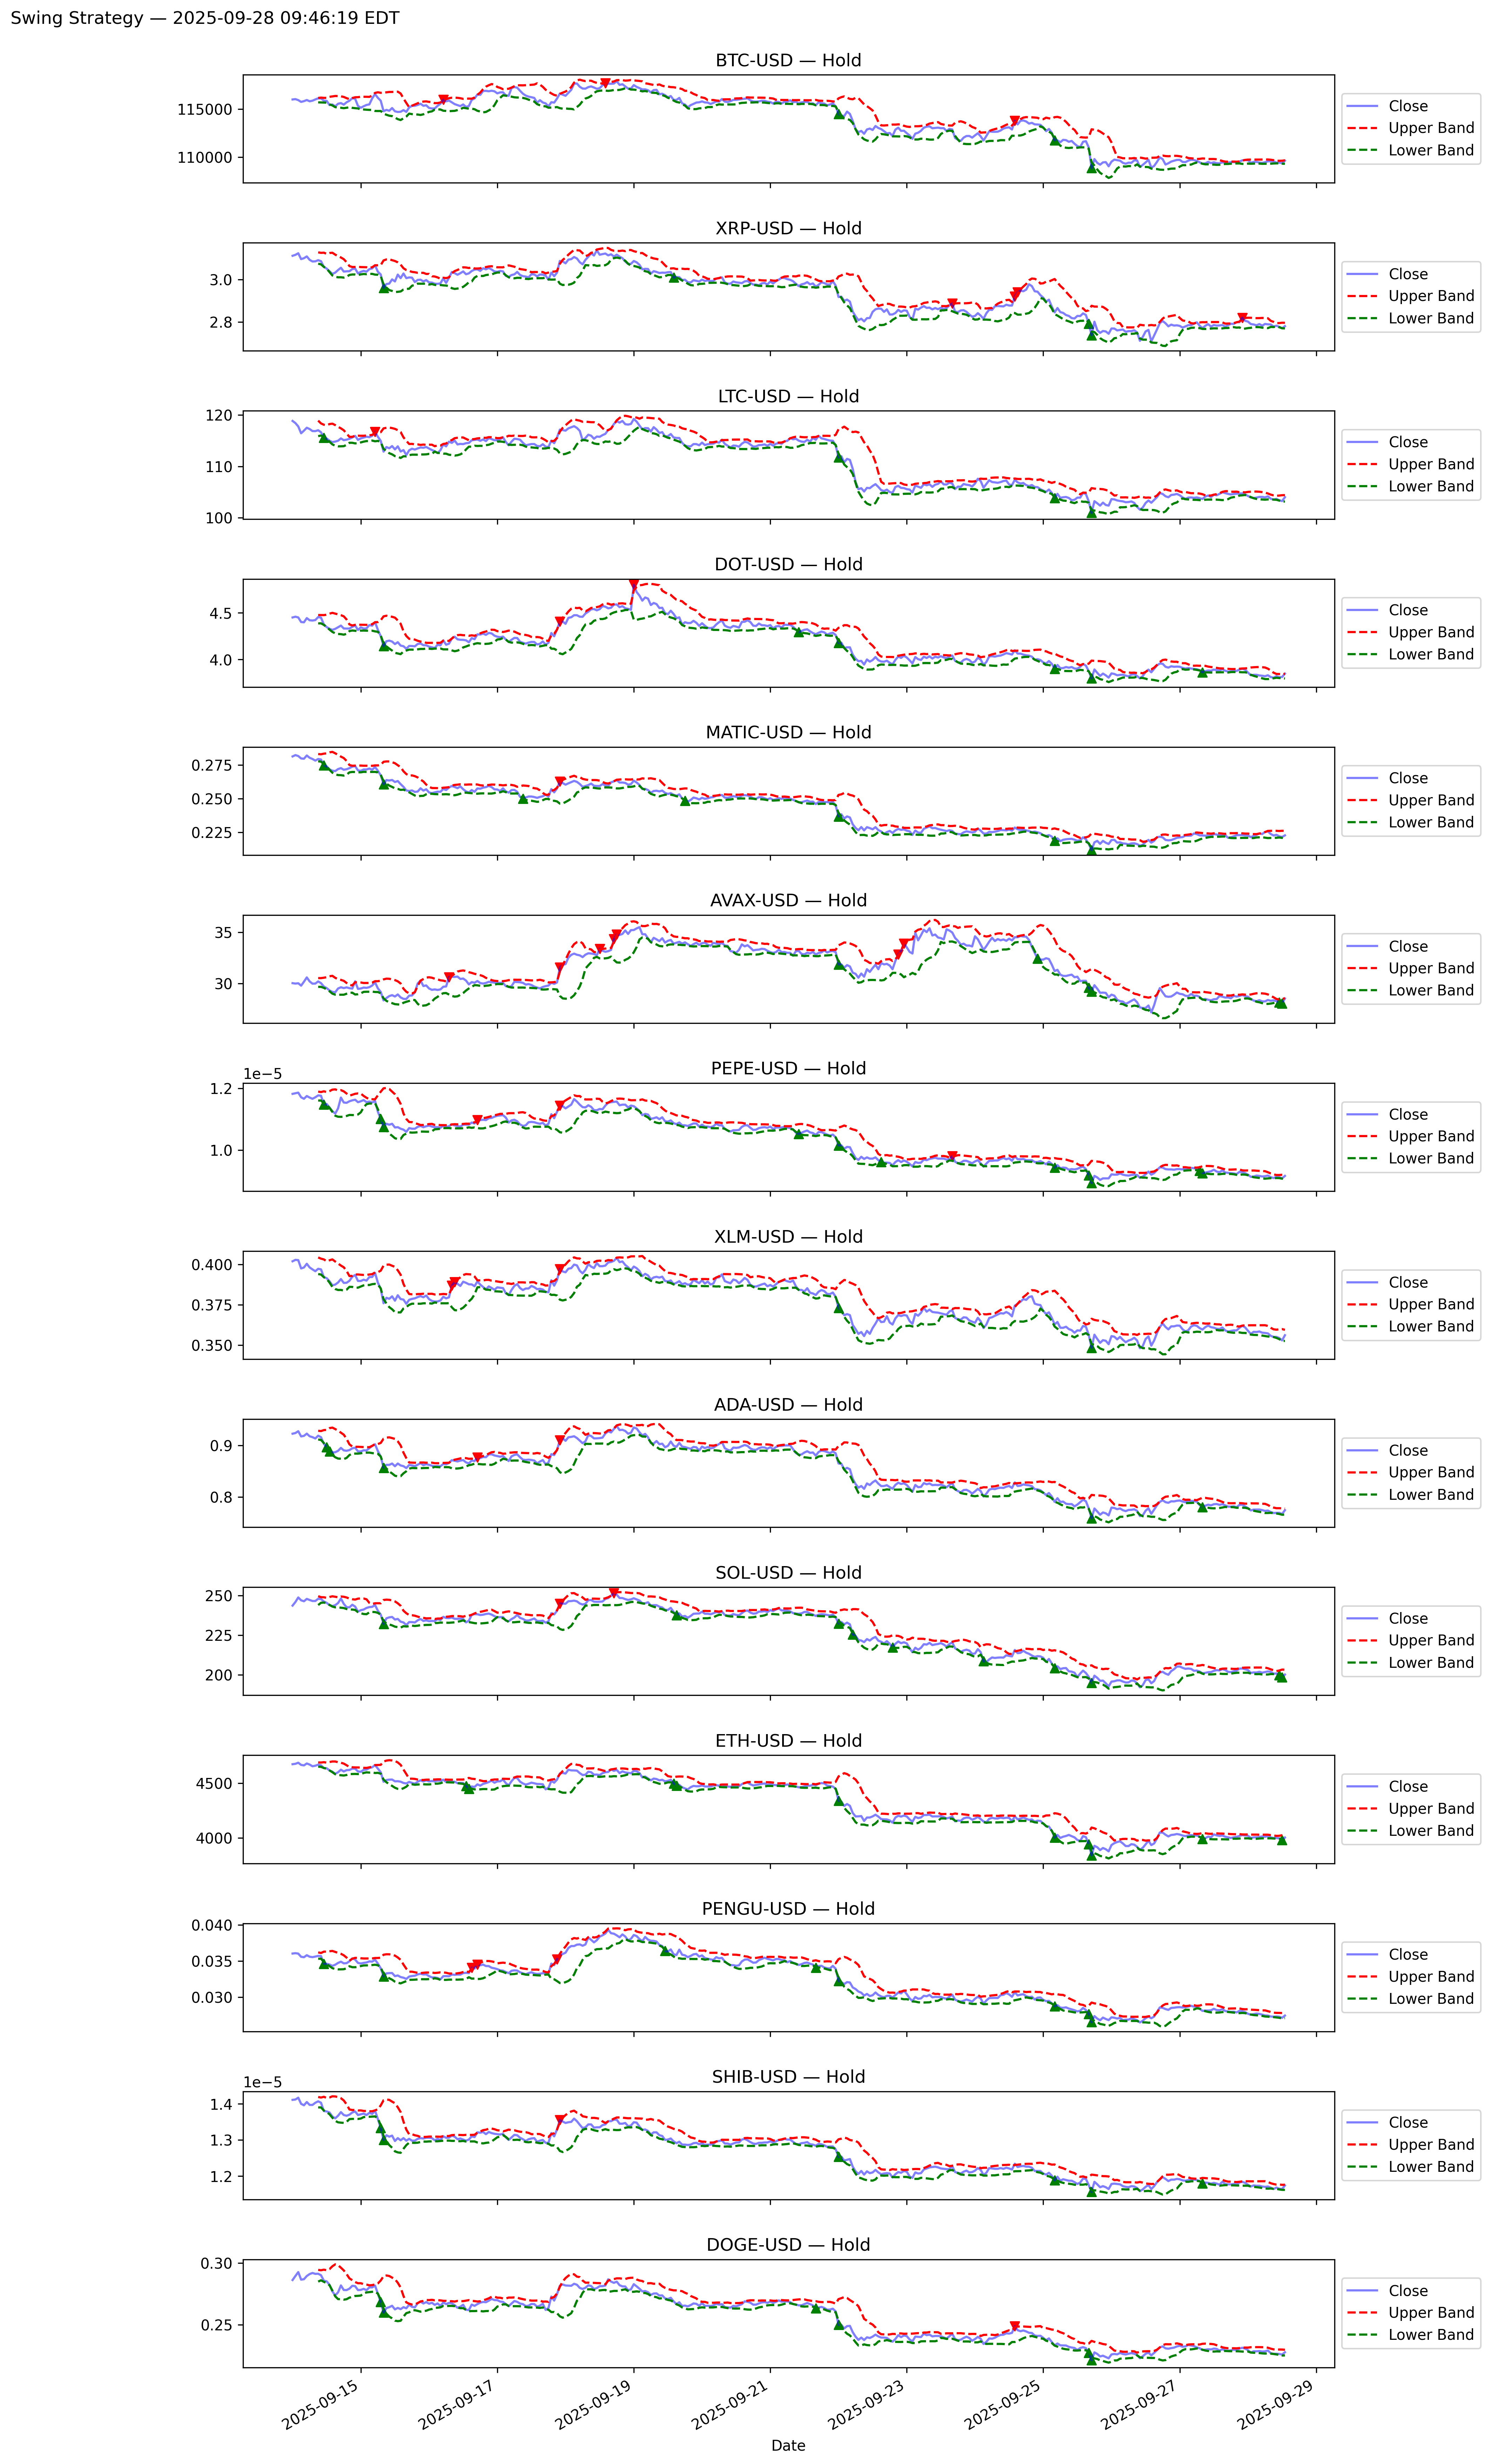 Swing Strategy — 2025-09-28 09:46:19 EDT
BTC-USD — Hold
115000
110000
Close
Upper Band
Lower Band
XRP-USD — Hold
3.0
2.8
Close
Upper Band
Lower Band
LTC-USD — Hold
120
110
100
Close
Upper Band
Lower Band
DOT-USD — Hold
4.5
4.0
Close
Upper Band
Lower Band
MATIC-USD — Hold
0.275
0.250
0.225
Close
Upper Band
Lower Band
AVAX-USD — Hold
35
30
Close
Upper Band
Lower Band
PEPE-USD — Hold
1e−5
1.2
1.0
Close
Upper Band
Lower Band
XLM-USD — Hold
0.400
0.375
0.350
Close
Upper Band
Lower Band
ADA-USD — Hold
0.9
0.8
Close
Upper Band
Lower Band
SOL-USD — Hold
250
225
200
Close
Upper Band
Lower Band
ETH-USD — Hold
4500
4000
Close
Upper Band
Lower Band
PENGU-USD — Hold
0.040
0.035
0.030
Close
Upper Band
Lower Band
SHIB-USD — Hold
1e−5
1.4
1.3
1.2
Close
Upper Band
Lower Band
DOGE-USD — Hold
0.30
0.25
Close
Upper Band
Lower Band
2025-09-15
2025-09-17
2025-09-19
2025-09-21
2025-09-23
2025-09-25
2025-09-27
2025-09-29
Date